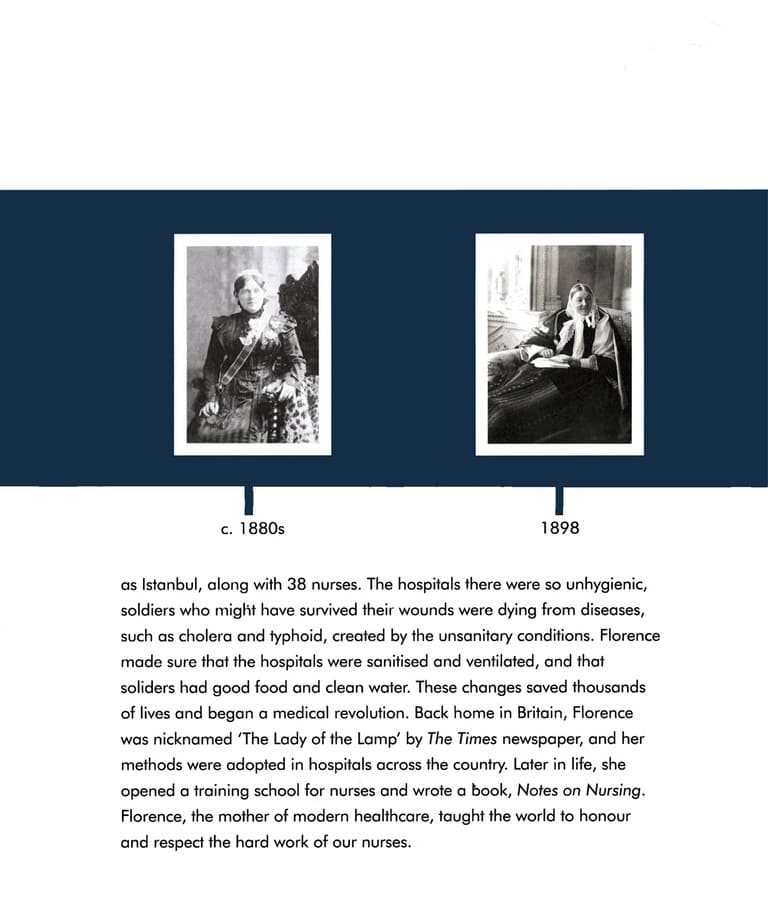 c. 1880s
1898
as Istanbul, along with 38 nurses. The hospitals there were so unhygienic,
soldiers who might have survived their wounds were dying from diseases,
such as cholera and typhoid, created by the unsanitary conditions. Florence
made sure that the hospitals were sanitised and ventilated, and that
soliders had good food and clean water. These changes saved thousands
of lives and began a medical revolution. Back home in Britain, Florence
was nicknamed ‘The Lady of the Lamp’ by The Times newspaper, and her
methods were adopted in hospitals across the country. Later in life, she
opened a training school for nurses and wrote a book, Notes on Nursing.
Florence, the mother of modern healthcare, taught the world to honour
and respect the hard work of our nurses.